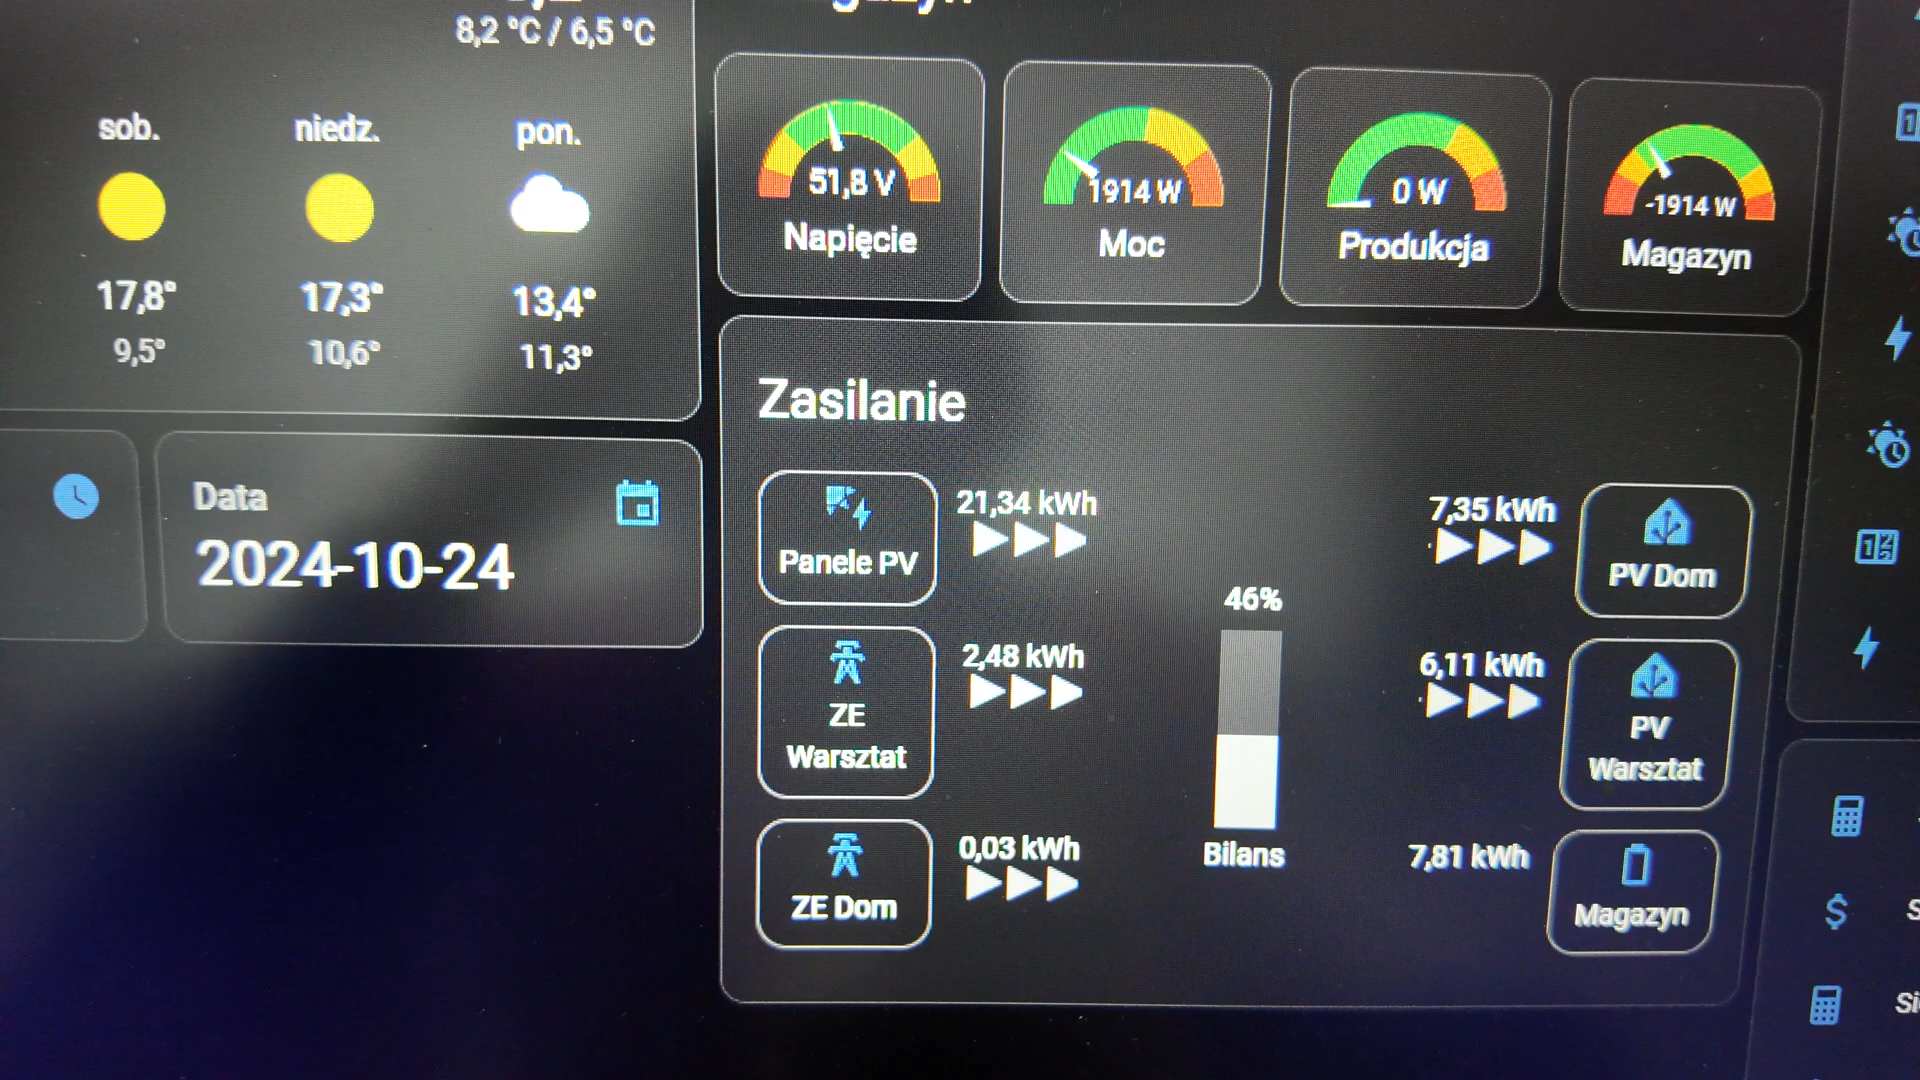 8,2 °C / 6,5 °C
sob.
niedz.
pon.
17,8°
17,3°
13,4°
9,5°
10,6°
11,3°
Data
2024-10-24
51,8 V
Napięcie
1914 W
Moc
0 W
Produkcja
-1914 W
Magazyn
Zasilanie
Panele PV
21,34 kWh
7,35 kWh
PV Dom
46%
ZE
Warsztat
2,48 kWh
6,11 kWh
PV
Warsztat
ZE Dom
0,03 kWh
Bilans
7,81 kWh
Magazyn